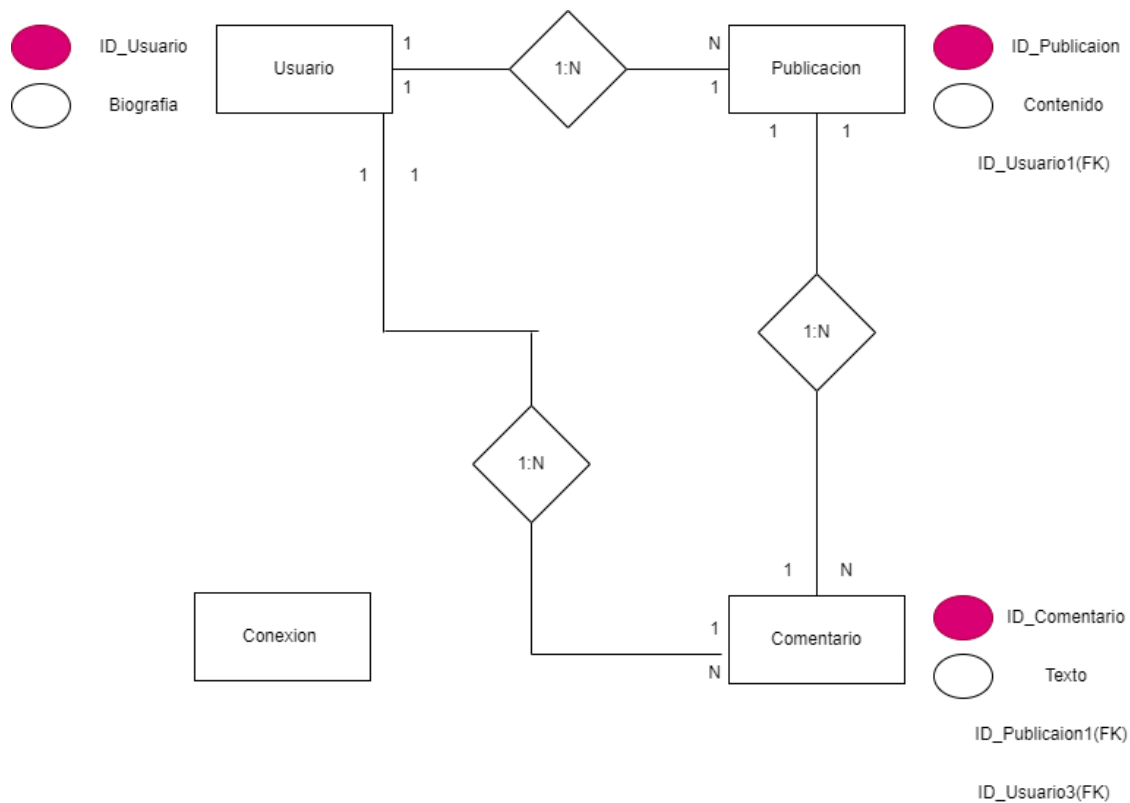 ID_Usuario
Biografia
Usuario
1
1
1:N
N
1
Publicacion
ID_Publicaion
Contenido
ID_Usuario1(FK)
1
1
1
1
1:N
1:N
1
N
Conexion
1
N
Comentario
ID_Comentario
Texto
ID_Publicaion1(FK)
ID_Usuario3(FK)